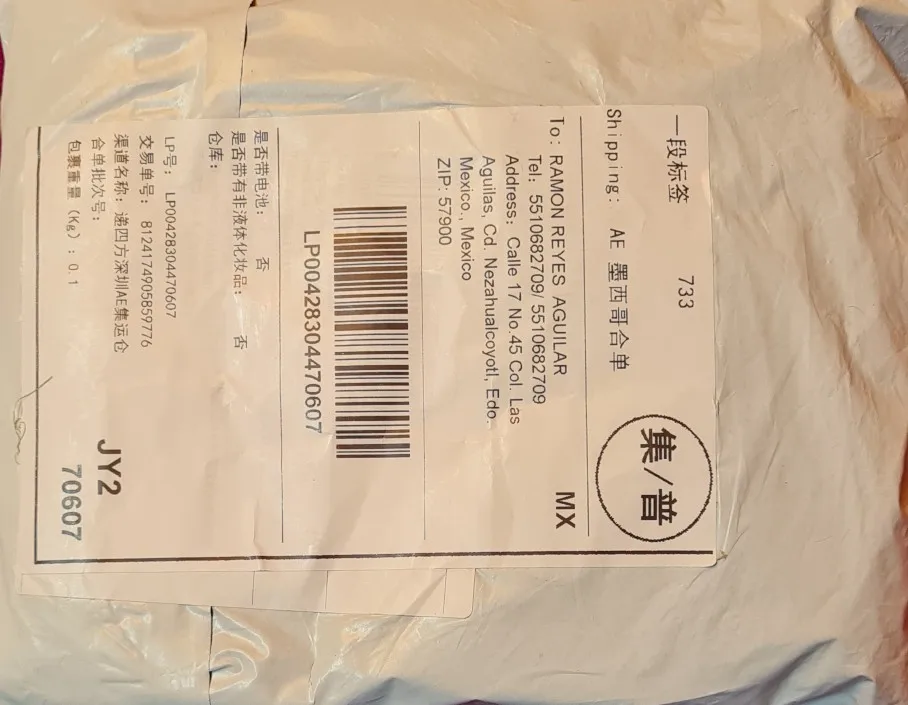 一段标签 733
Shipping: AE 墨西哥合单
集/普
To: RAMON REYES AGUILAR
Tel: 5510682709/ 5510682709
Address: Calle 17 No.45 Col. Las
Aguilas, Cd. Nezahualcoyotl, Edo.
Mexico., Mexico
ZIP: 57900
MX
LP00428304470607
是否带电池: 否
是否带有非液体化妆品: 否
仓库:
LP号: LP00428304470607
交易单号: 8124174905859776
渠道名称: 递四方深圳AE集运仓
合单批次号:
包裹重量 (Kg): 0.1
JY2
70607